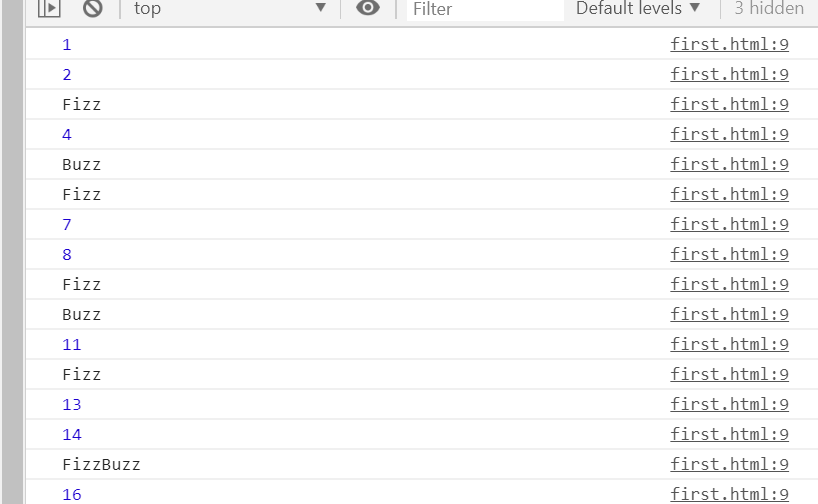 top ▼ Filter Default levels ▼ 3 hidden
1 first.html:9
2 first.html:9
Fizz first.html:9
4 first.html:9
Buzz first.html:9
Fizz first.html:9
7 first.html:9
8 first.html:9
Fizz first.html:9
Buzz first.html:9
11 first.html:9
Fizz first.html:9
13 first.html:9
14 first.html:9
FizzBuzz first.html:9
16 first.html:9